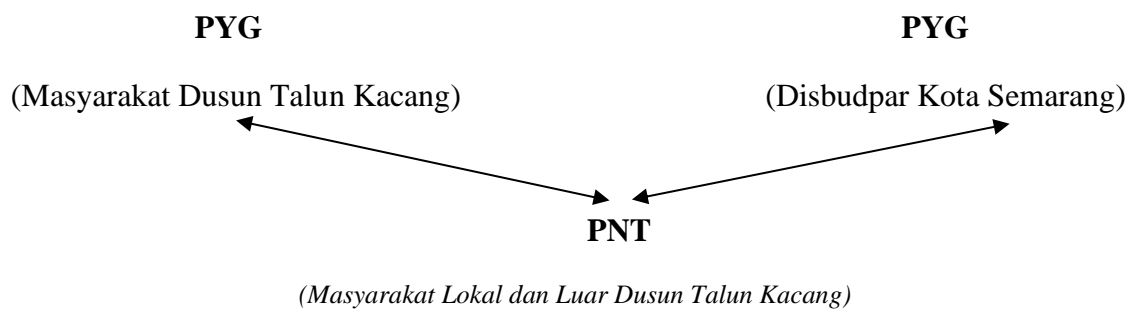 PYG PYG
(Masyarakat Dusun Talun Kacang) (Disbudpar Kota Semarang)
PNT
(Masyarakat Lokal dan Luar Dusun Talun Kacang)